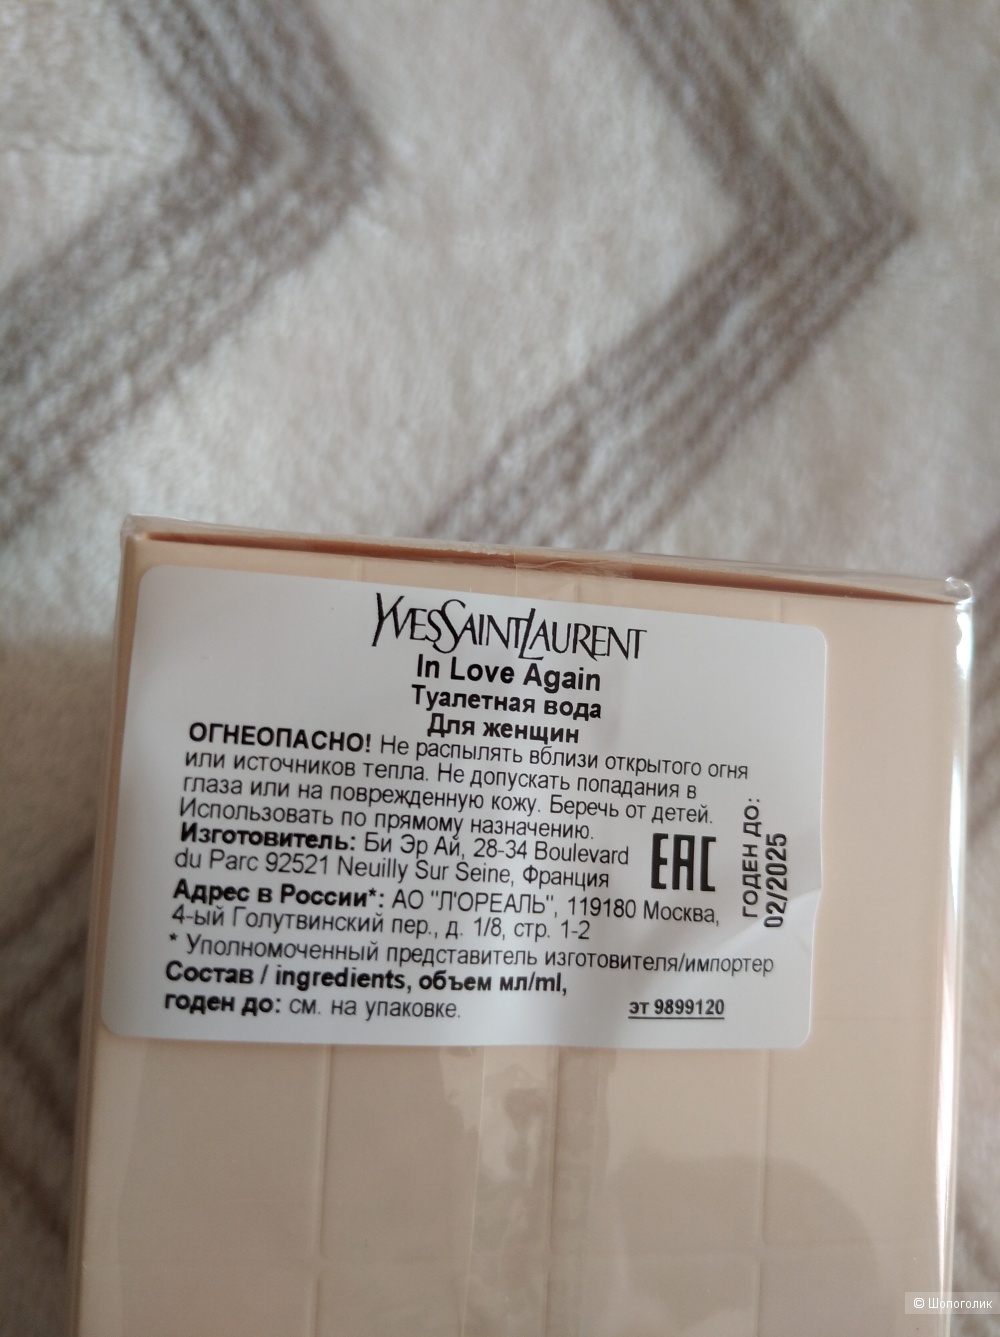 YVESSAINTLAURENT
In Love Again
Туалетная вода
Для женщин
ОГНЕОПАСНО! Не распылять вблизи открытого огня
или источников тепла. Не допускать попадания в
глаза или на поврежденную кожу. Беречь от детей.
Использовать по прямому назначению.
Изготовитель: Би Эр Ай, 28-34 Boulevard
du Parc 92521 Neuilly Sur Seine, Франция
EAC
ГОДЕН ДО:
02/2025
Адрес в России*: АО "Л'ОРЕАЛЬ", 119180 Москва,
4-ый Голутвинский пер., д. 1/8, стр. 1-2
* Уполномоченный представитель изготовителя/импортер
Состав / ingredients, объем мл/ml,
годен до: см. на упаковке.
эт 9899120
© Шопоголик